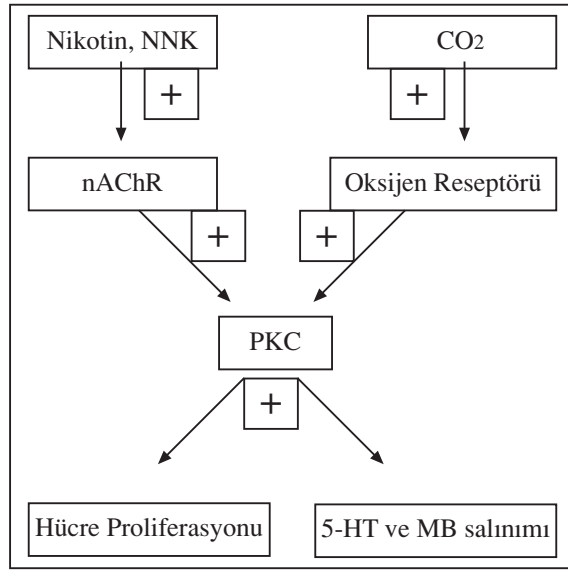 Nikotin, NNK
CO2
+
+
nAChR
Oksijen Reseptörü
+
+
PKC
+
Hücre Proliferasyonu
5-HT ve MB salınımı